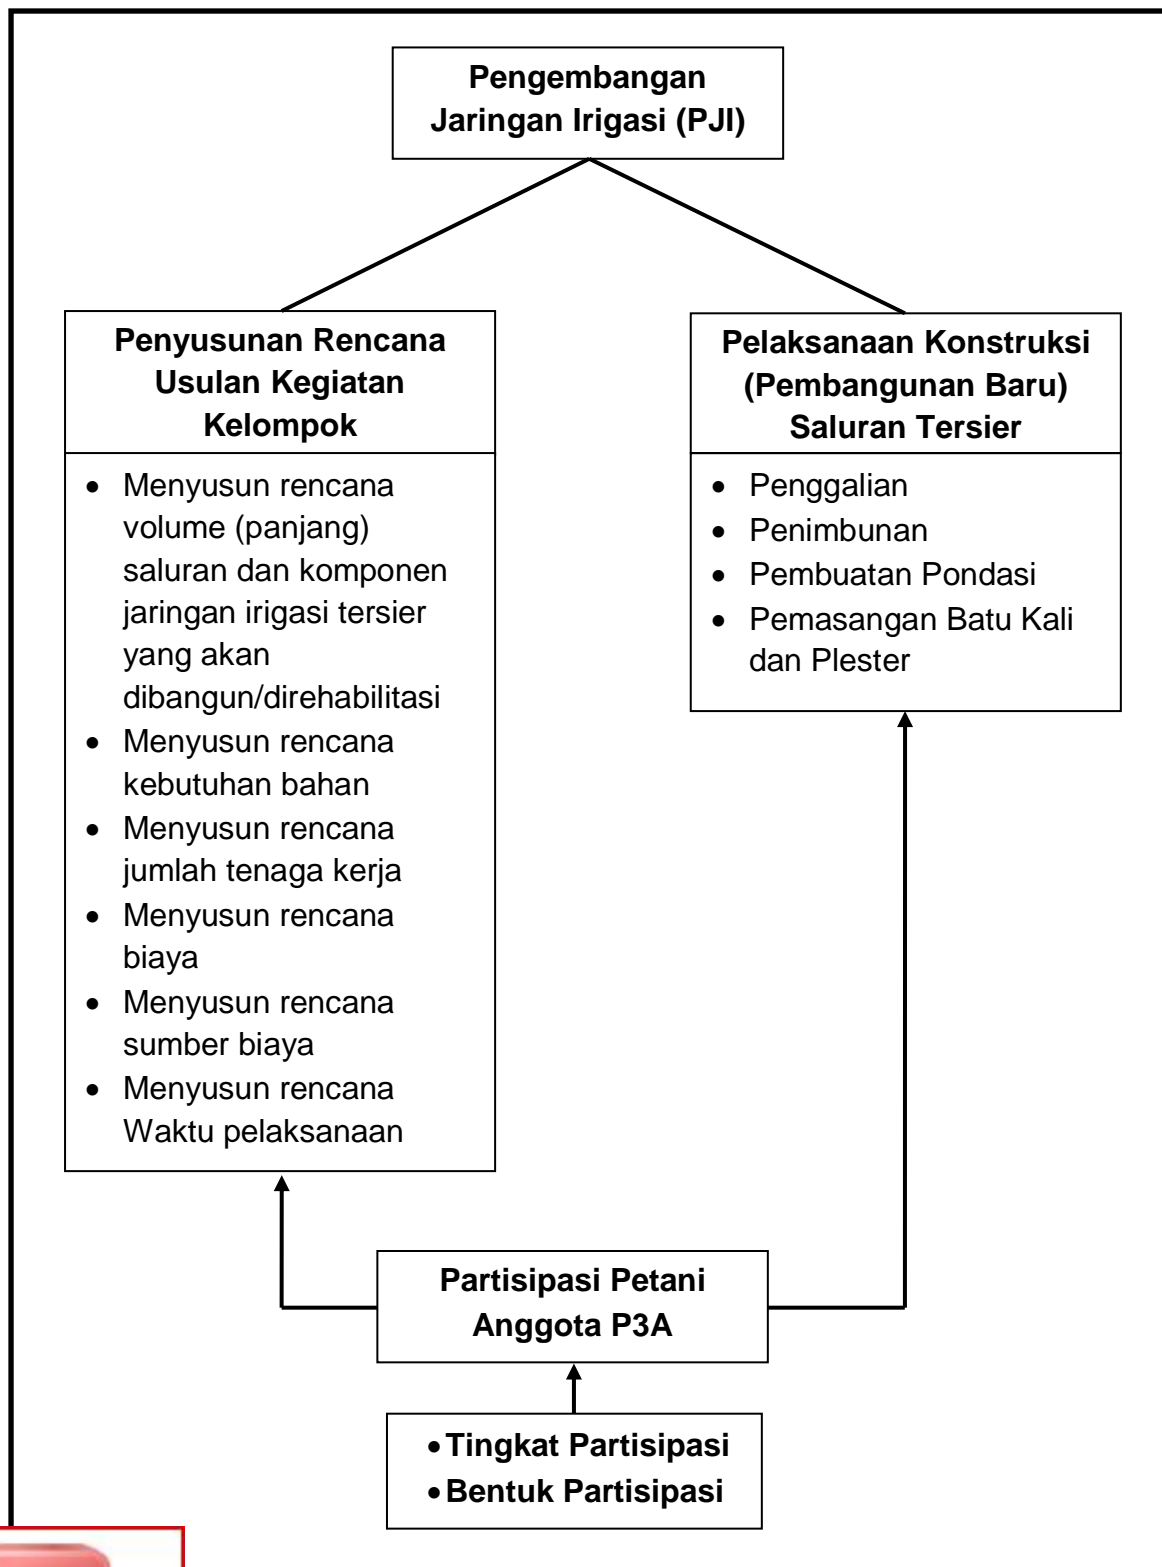 Pengembangan
Jaringan Irigasi (PJI)
Penyusunan Rencana
Usulan Kegiatan
Kelompok
• Menyusun rencana
volume (panjang)
saluran dan komponen
jaringan irigasi tersier
yang akan
dibangun/direhabilitasi
• Menyusun rencana
kebutuhan bahan
• Menyusun rencana
jumlah tenaga kerja
• Menyusun rencana
biaya
• Menyusun rencana
sumber biaya
• Menyusun rencana
Waktu pelaksanaan
Pelaksanaan Konstruksi
(Pembangunan Baru)
Saluran Tersier
• Penggalian
• Penimbunan
• Pembuatan Pondasi
• Pemasangan Batu Kali
dan Plester
Partisipasi Petani
Anggota P3A
• Tingkat Partisipasi
• Bentuk Partisipasi